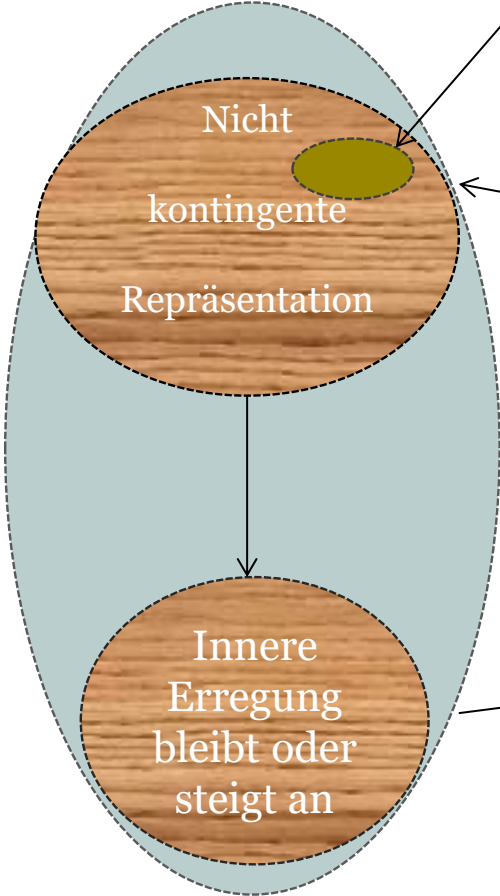 Nicht
kontingente
Repräsentation
Innere
Erregung
bleibt oder
steigt an